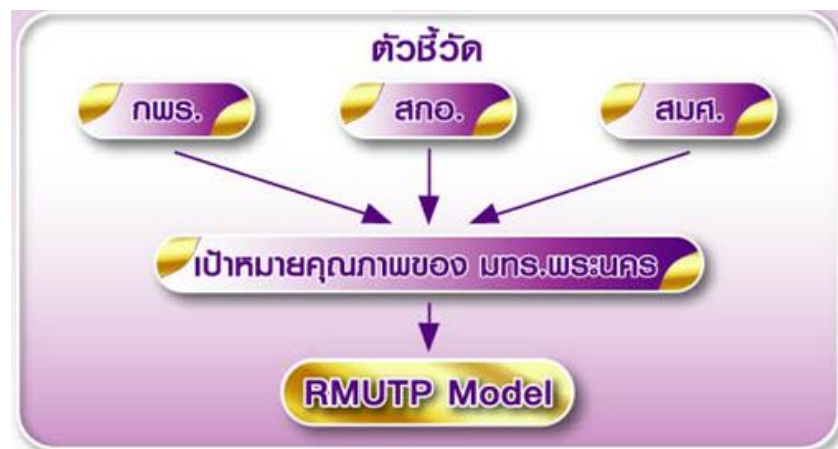 ตัวชี้วัด
กพร. สกอ. สมศ.
เป้าหมายคุณภาพของ มทร.พระนคร
RMUTP Model